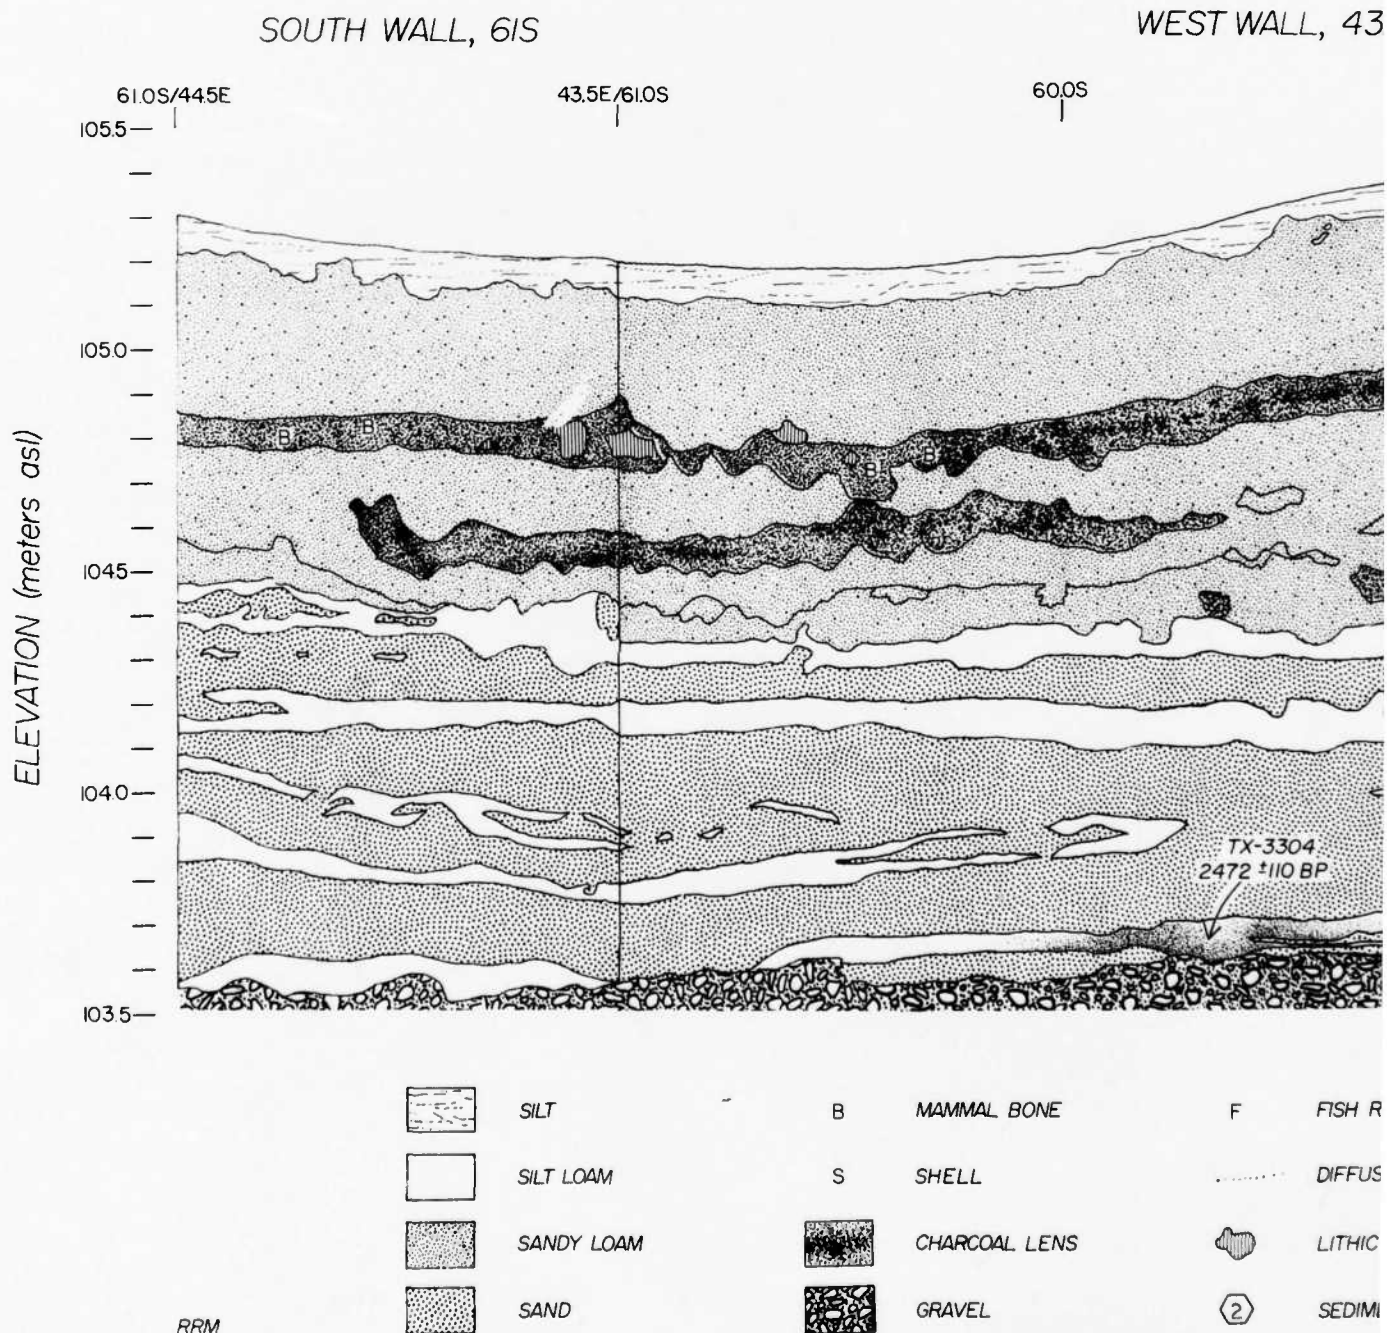 SOUTH WALL, 61S
WEST WALL, 43
61.0S/44.5E
43.5E/61.0S
60.0S
105.5
105.0
104.5
104.0
103.5
ELEVATION (meters asl)
B
B
B
B
TX-3304
2472 ±110 BP
SILT
B MAMMAL BONE
F FISH R
SILT LOAM
S SHELL
DIFFUS
SANDY LOAM
CHARCOAL LENS
LITHIC
SAND
GRAVEL
2 SEDIM
RRM